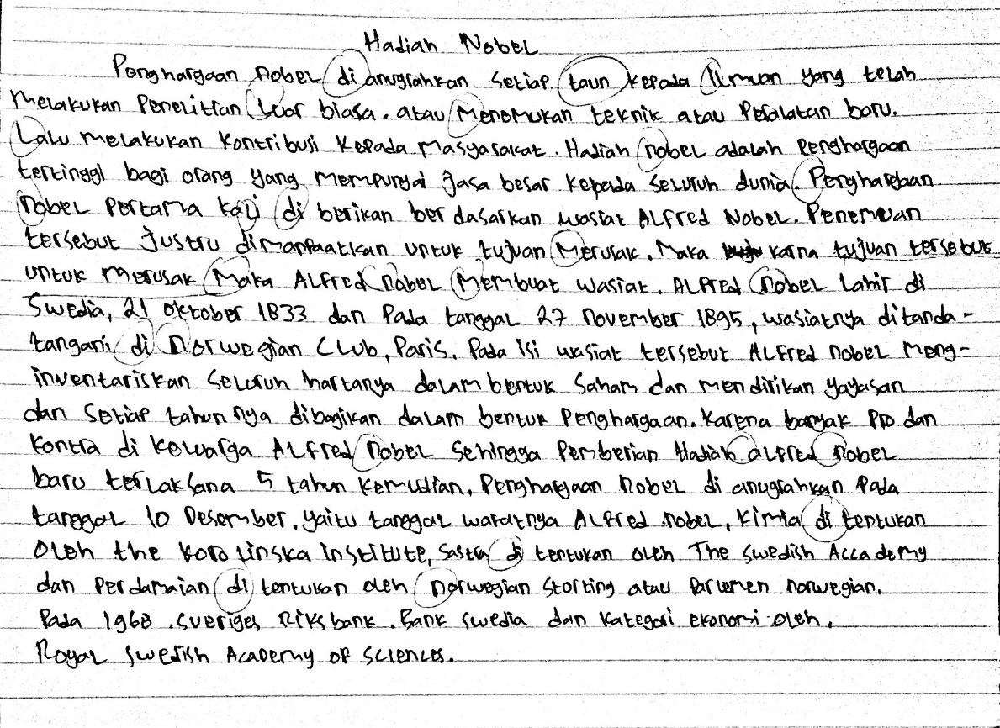 Hadiah Nobel
Penghargaan nobel di anugrahkan setiap taun kepada ilmuan yang telah
melakukan penelitian luar biasa. atau Menemukan teknik atau peralatan baru.
Lalu melakukan kontribusi kepada masyarakat. Hadiah nobel adalah penghargaan
tertinggi bagi orang yang mempunyai jasa besar kepada seluruh dunia. Penghargaan
nobel pertama kali di berikan ber dasarkan wasiat Alfred Nobel. Penemuan
tersebut justru dimanfaatkan untuk tujuan Merusak. Maka karna tujuan tersebut
untuk merusak Maka Alfred nobel Membuat wasiat. Alfred nobel Lahir di
Swedia, 21 oktober 1833 dan pada tanggal 27 november 1895, wasiatnya ditanda-
tangani di Norwegian Club, Paris. Pada isi wasiat tersebut Alfred nobel meng-
inventariskan seluruh hartanya dalam bentuk saham dan mendirikan yayasan
dan setiap tahun nya dibagikan dalam bentuk penghargaan. Karena banyak pro dan
kontra di keluarga Alfred nobel sehingga pemberian Hadiah alfred nobel
baru terlaksana 5 tahun kemudian, penghargaan nobel di anugrahkan pada
tanggal 10 Desember, yaitu tanggal wafatnya Alfred nobel, kimia di tentukan
oleh the koro linska institute, sastra di tentukan oleh The swedish Accademy
dan perdamaian di tentukan oleh norwegian storting atau parlemen norwegian.
Pada 1968 . sveriges Riksbank . Bank swedia dan kategori ekonomi oleh.
Royal swedish Academy of sciences.